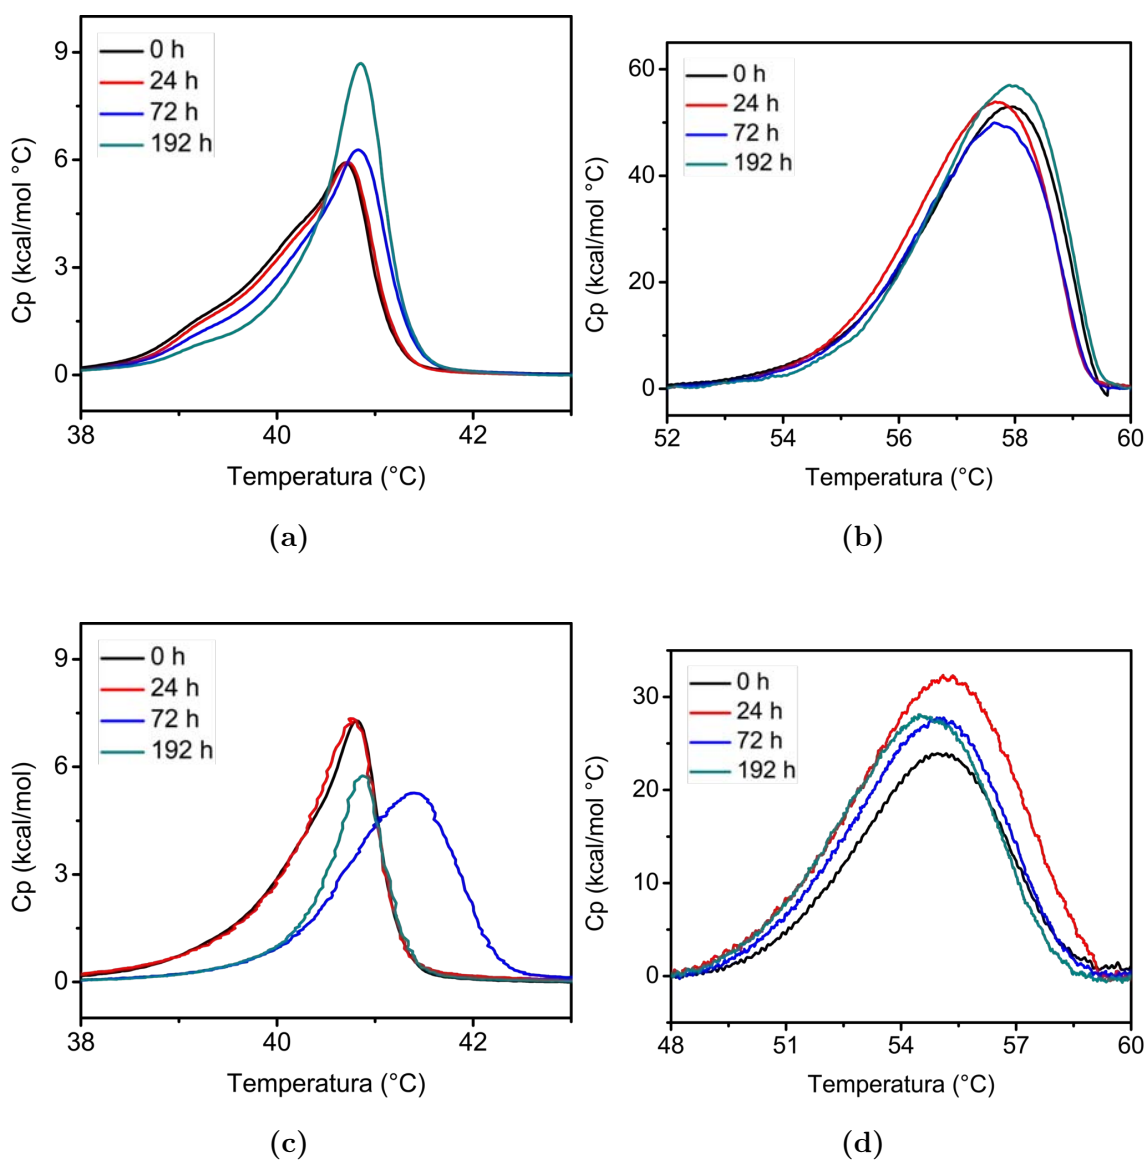 9
6
3
0
Cp (kcal/mol °C)
0 h
24 h
72 h
192 h
38
40
42
Temperatura (°C)
(a)
60
40
20
0
Cp (kcal/mol °C)
0 h
24 h
72 h
192 h
52
54
56
58
60
Temperatura (°C)
(b)
9
6
3
0
Cp (kcal/mol)
0 h
24 h
72 h
192 h
38
40
42
Temperatura (°C)
(c)
30
20
10
0
Cp (kcal/mol °C)
0 h
24 h
72 h
192 h
48
51
54
57
60
Temperatura (°C)
(d)